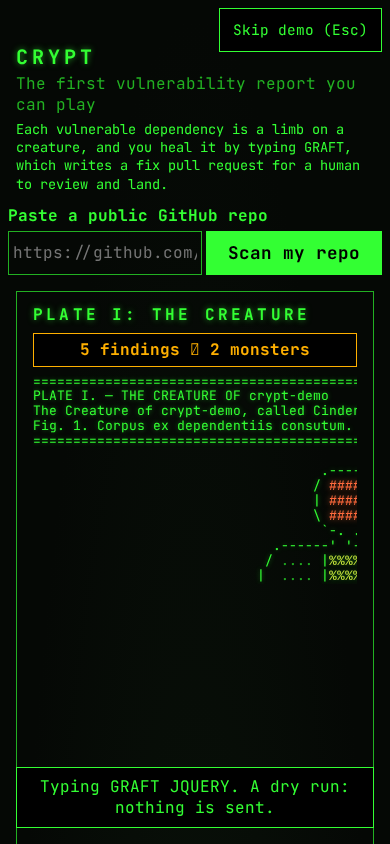 Skip demo (Esc)
CRYPT
The first vulnerability report you
can play
Each vulnerable dependency is a limb on a
creature, and you heal it by typing GRAFT,
which writes a fix pull request for a human
to review and land.
Paste a public GitHub repo
https://github.com/
Scan my repo
PLATE I: THE CREATURE
5 findings 2 monsters
=========================================
PLATE I. — THE CREATURE OF crypt-demo
The Creature of crypt-demo, called Cinder
Fig. 1. Corpus ex dependentiis consutum.
=========================================
.----
/ ####
| ####
\ ####
`-. .
.------' '-
/ .... |%%%%
| .... |%%%%
Typing GRAFT JQUERY. A dry run:
nothing is sent.